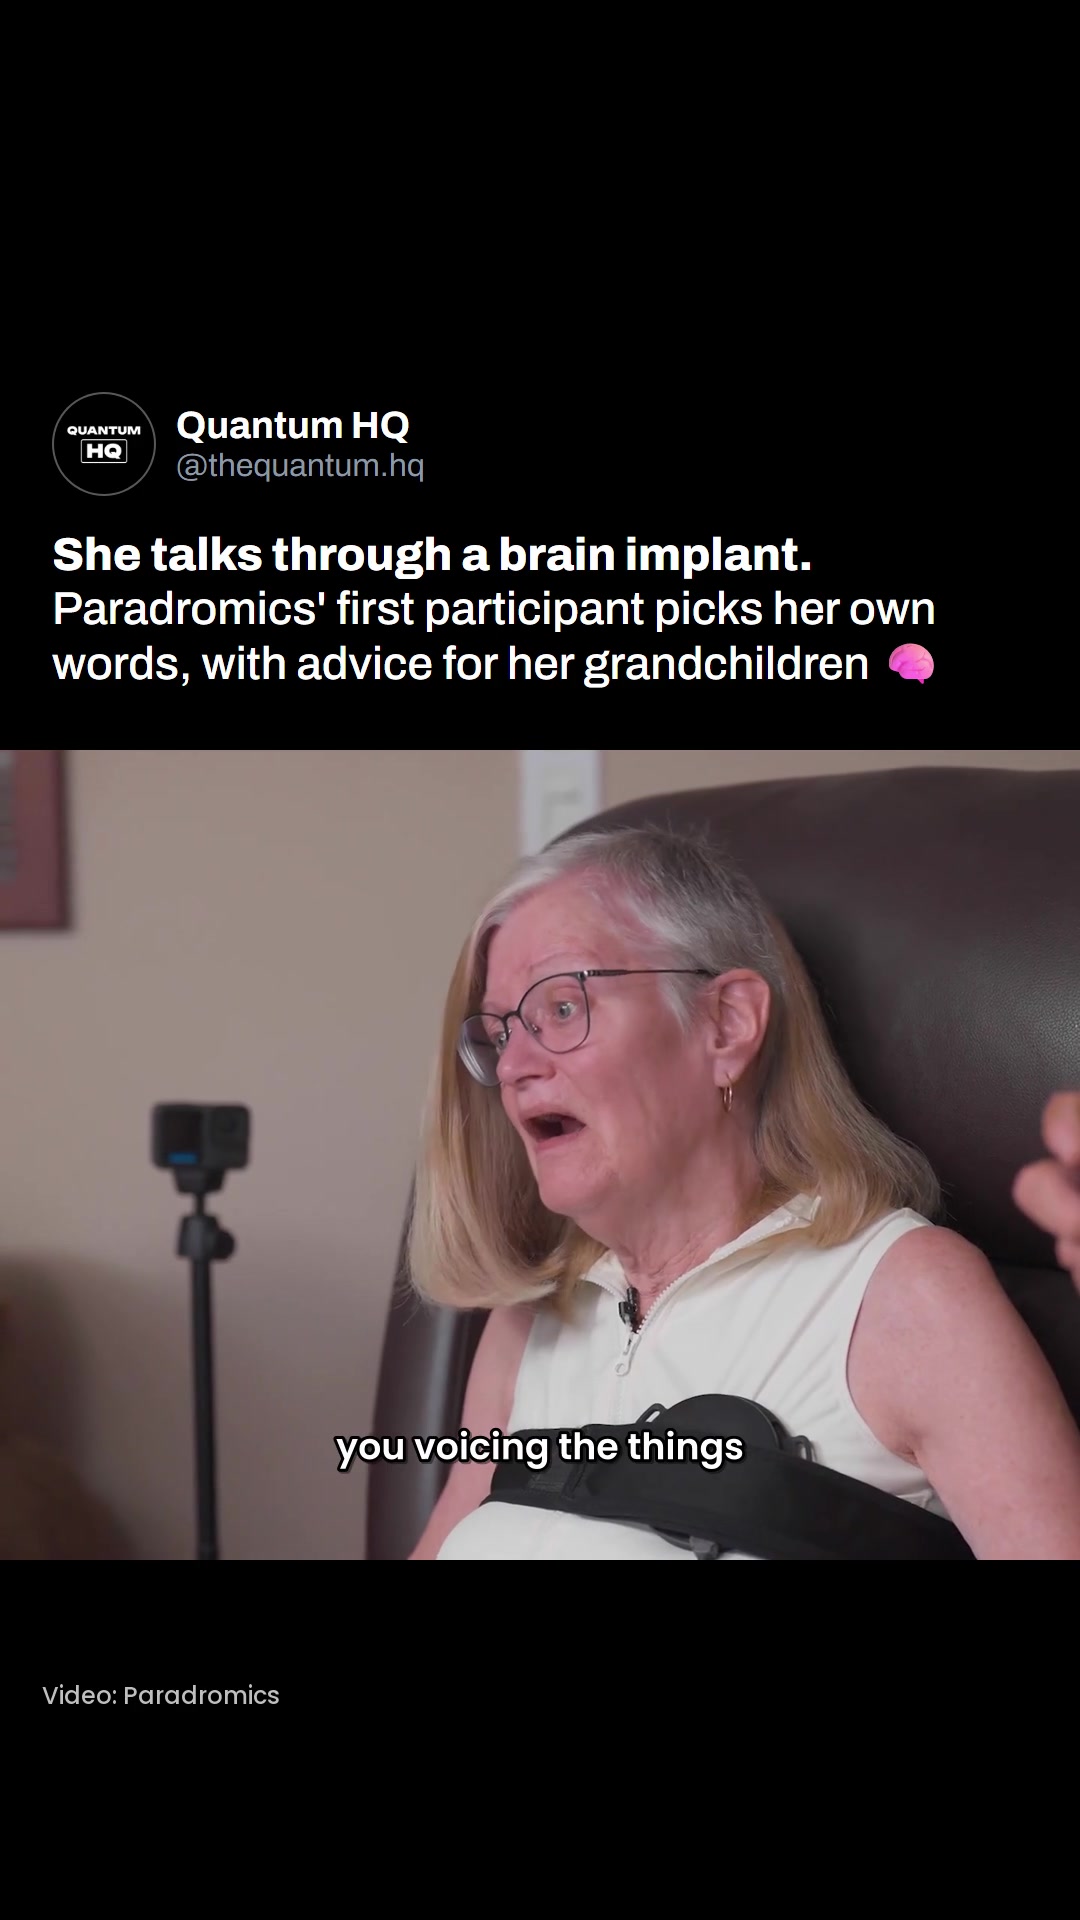 QUANTUM
HQ
Quantum HQ
@thequantum.hq
She talks through a brain implant.
Paradromics' first participant picks her own
words, with advice for her grandchildren 🧠
you voicing the things
Video: Paradromics